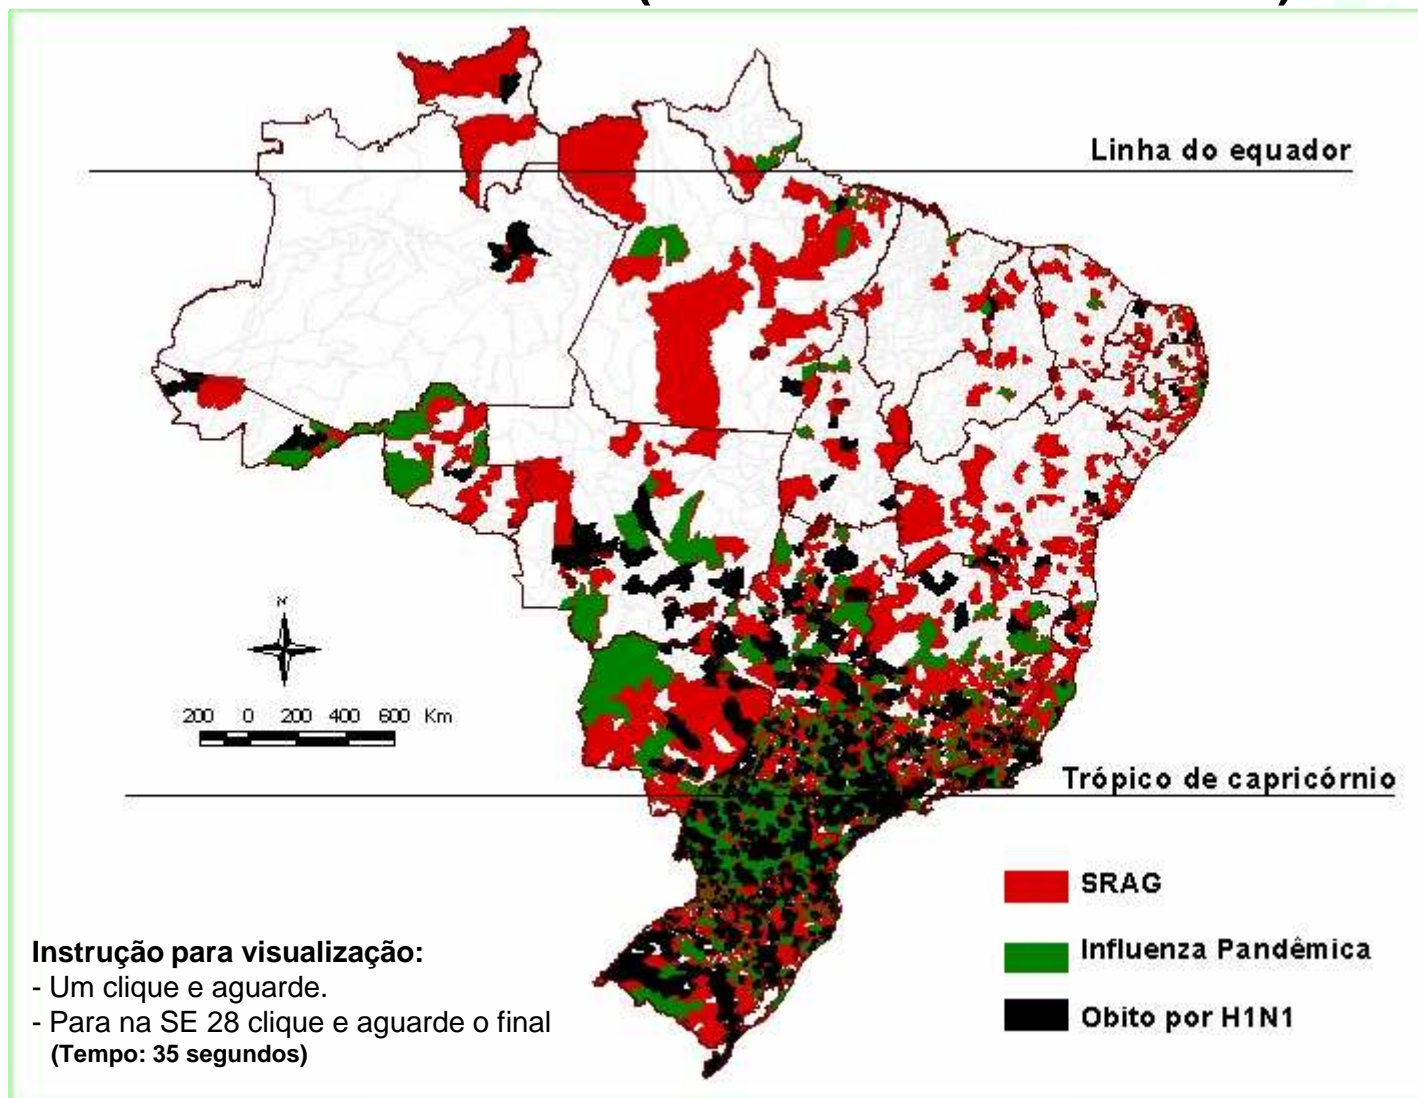 Linha do equador
N
200 0 200 400 600 Km
Trópico de capricórnio
SRAG
Influenza Pandêmica
Obito por H1N1
Instrução para visualização:
- Um clique e aguarde.
- Para na SE 28 clique e aguarde o final
(Tempo: 35 segundos)